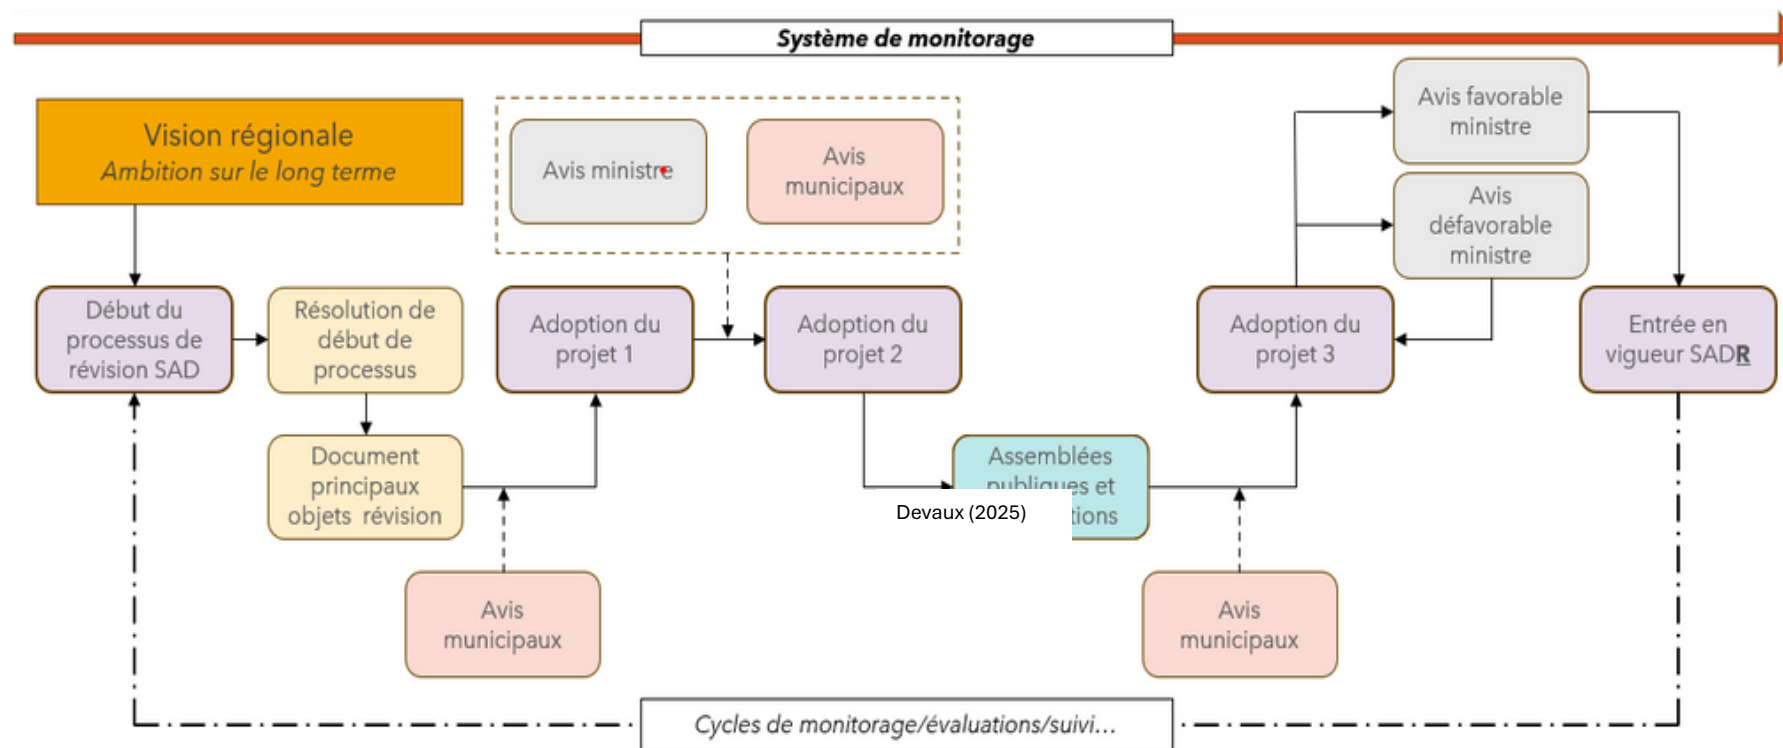 Système de monitorage
Vision régionale
Ambition sur le long terme
Avis ministre
Avis
municipaux
Avis favorable
ministre
Avis
défavorable
ministre
Début du
processus de
révision SAD
Résolution de
début de
processus
Adoption du
projet 1
Adoption du
projet 2
Adoption du
projet 3
Entrée en
vigueur SADR
Document
principaux
objets révision
Assemblées
publiques et
Devaux (2025)
Avis
municipaux
Avis
municipaux
Cycles de monitorage/évaluations/suivi...